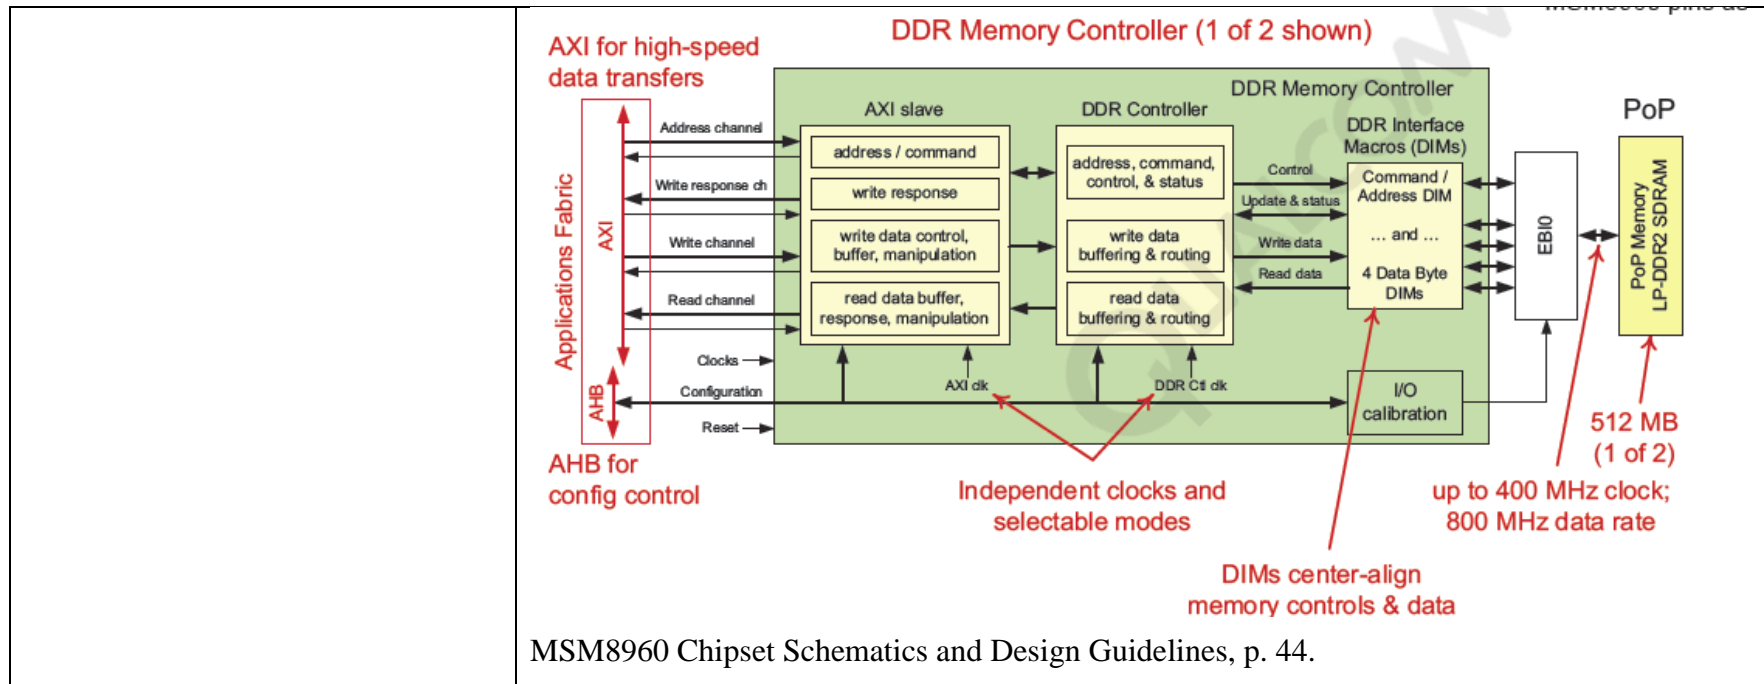 DDR Memory Controller (1 of 2 shown)
AXI for high-speed
data transfers
DDR Memory Controller
PoP
AXI slave
DDR Controller
DDR Interface
Macros (DIMs)
Applications Fabric
AXI
AHB
Address channel
Write response ch
Write channel
Read channel
Clocks
Configuration
Reset
address / command
write response
write data control,
buffer, manipulation
read data buffer,
response, manipulation
AXI clk
address, command,
control, & status
write data
buffering & routing
read data
buffering & routing
DDR Ctl clk
Control
Update & status
Write data
Read data
Command /
Address DIM
... and ...
4 Data Byte
DIMs
I/O
calibration
EBI0
PoP Memory
LP-DDR2 SDRAM
AHB for
config control
Independent clocks and
selectable modes
512 MB
(1 of 2)
up to 400 MHz clock;
800 MHz data rate
DIMs center-align
memory controls & data
MSM8960 Chipset Schematics and Design Guidelines, p. 44.